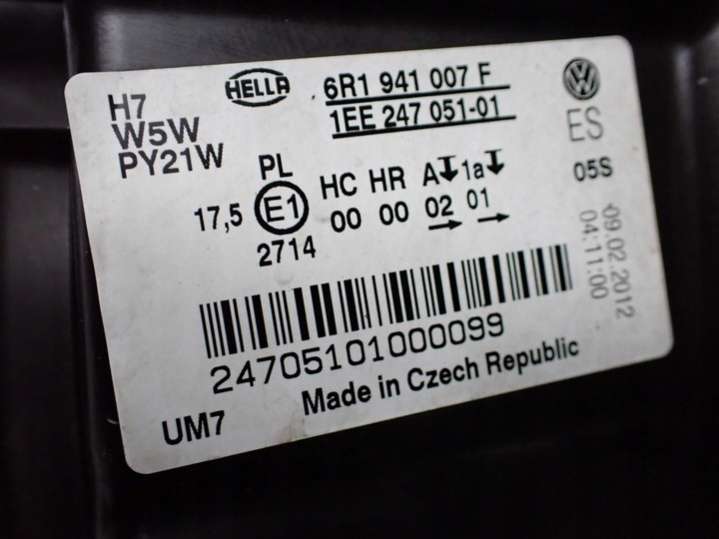 H7
W5W
PY21W
HELLA
6R1 941 007 F
1EE 247 051-01
VW
ES
05S
PL
17,5 E1
2714
HC HR A 1a
00 00 02 01
09.02.2012
04:11:00
24705101000099
Made in Czech Republic
UM7